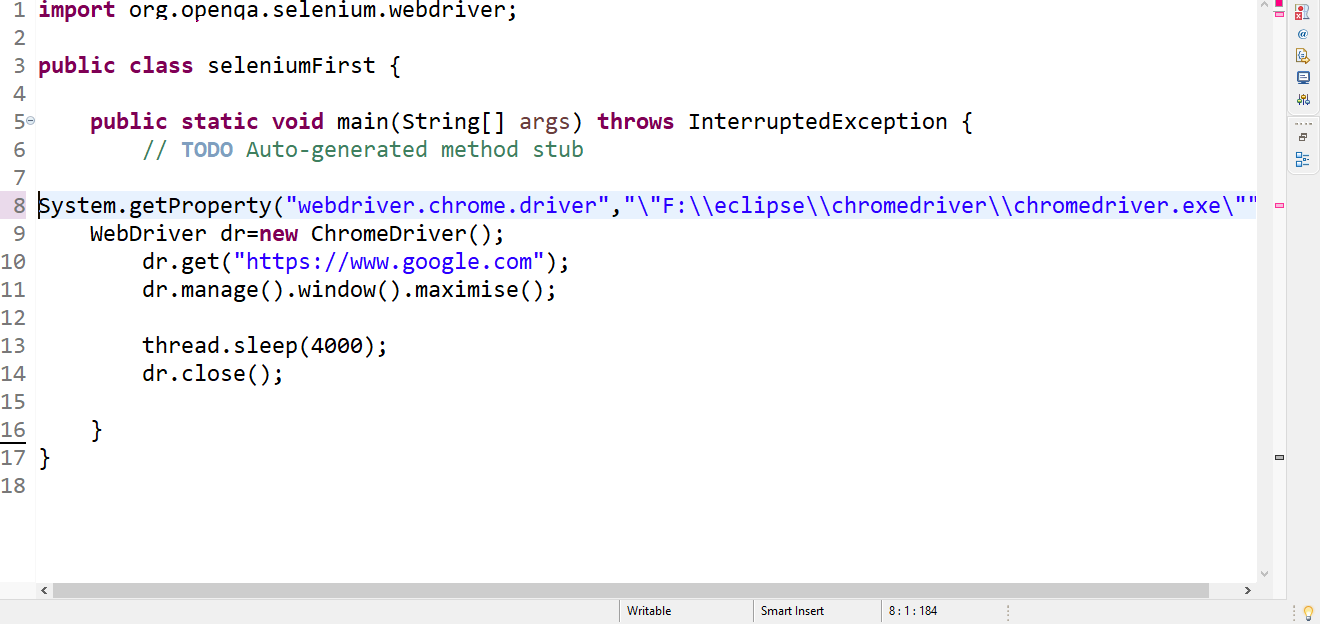 1 import org.openqa.selenium.webdriver;
2
3 public class seleniumFirst {
4
5 public static void main(String[] args) throws InterruptedException {
6 // TODO Auto-generated method stub
7
8 System.getProperty("webdriver.chrome.driver","\"F:\\eclipse\\chromedriver\\chromedriver.exe\""
9 WebDriver dr=new ChromeDriver();
10 dr.get("https://www.google.com");
11 dr.manage().window().maximise();
12
13 thread.sleep(4000);
14 dr.close();
15
16 }
17 }
18
Writable Smart Insert 8 : 1 : 184